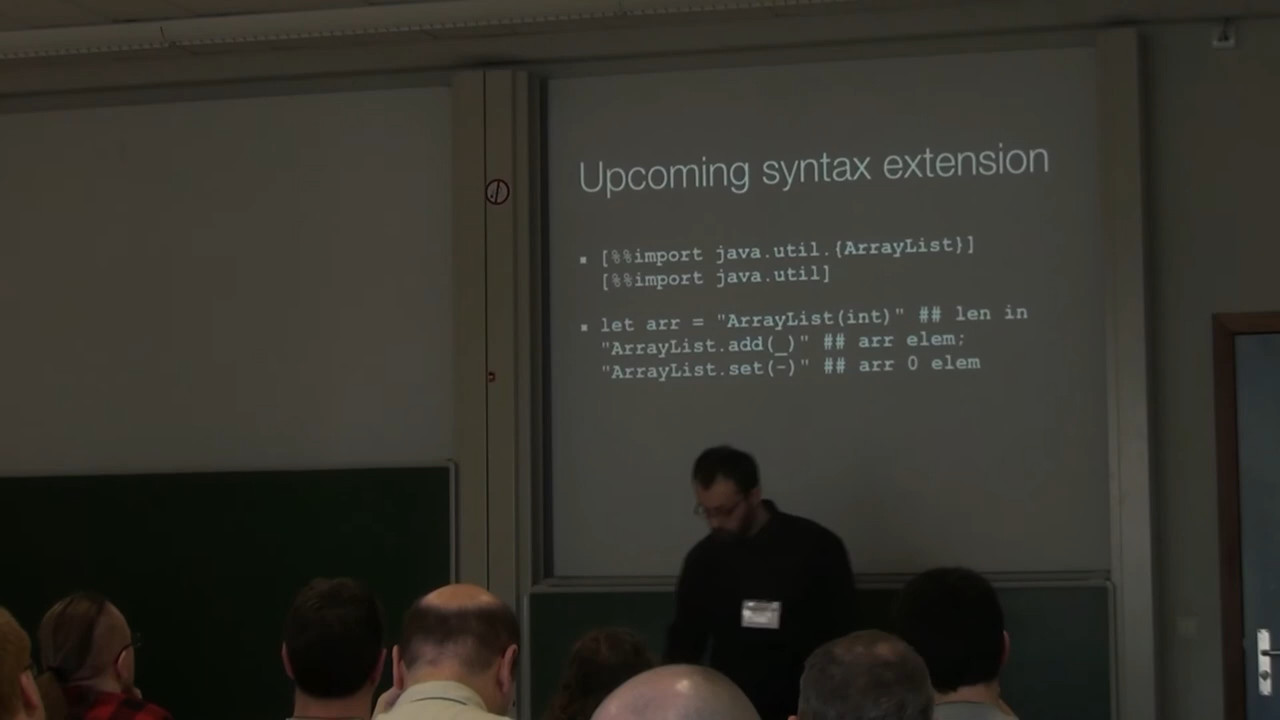 Upcoming syntax extension
▪ [%%import java.util.{ArrayList}]
[%%import java.util]
▪ let arr = "ArrayList(int)" ## len in
"ArrayList.add(_)" ## arr elem;
"ArrayList.set(-)" ## arr 0 elem